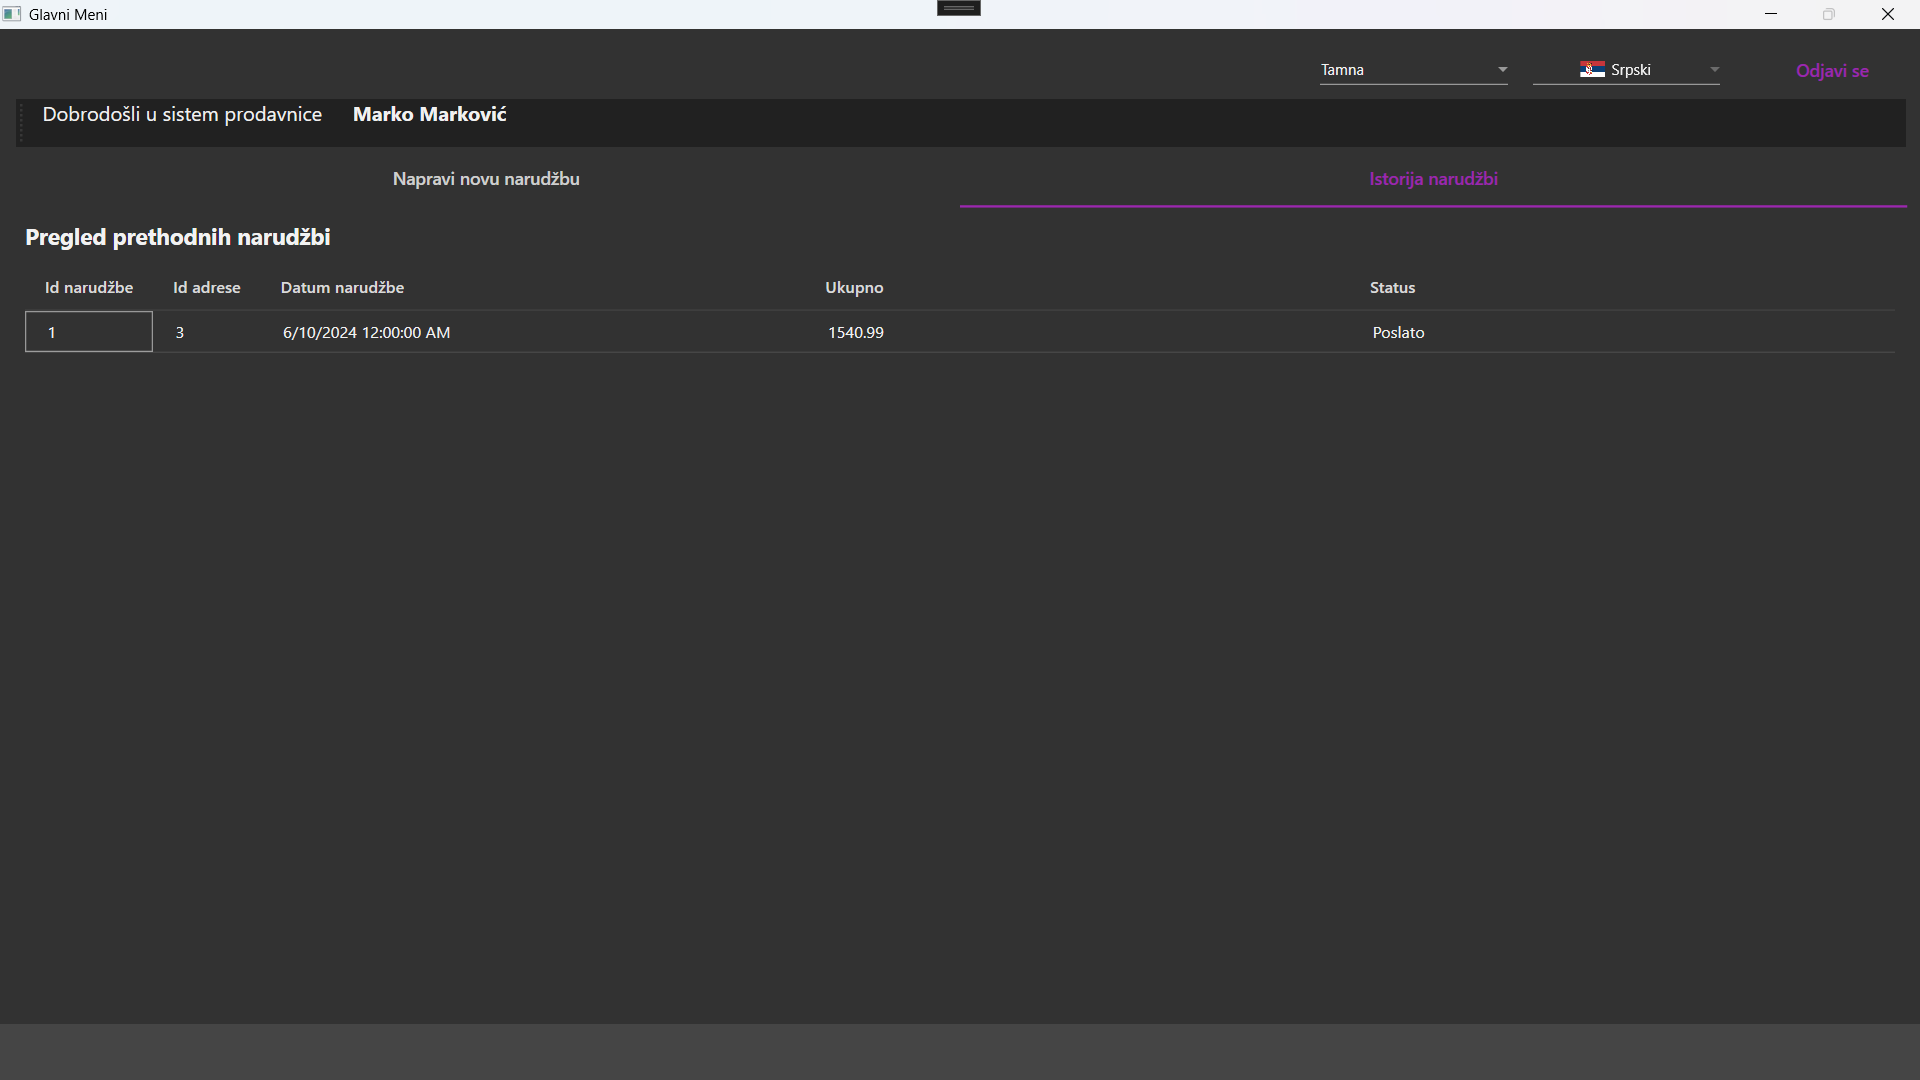 Glavni Meni
Tamna Srpski Odjavi se
Dobrodošli u sistem prodavnice Marko Marković
Napravi novu narudžbu Istorija narudžbi
Pregled prethodnih narudžbi
Id narudžbe Id adrese Datum narudžbe Ukupno Status
1 3 6/10/2024 12:00:00 AM 1540.99 Poslato